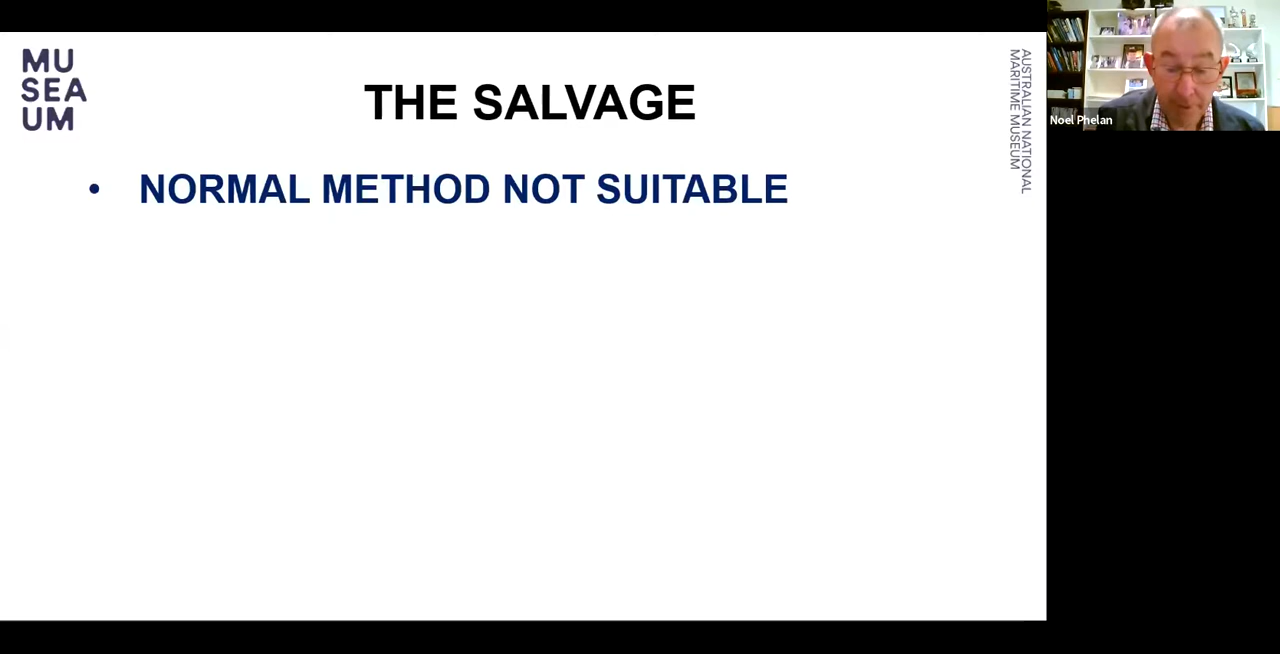 MU
SEA
UM
THE SALVAGE
• NORMAL METHOD NOT SUITABLE
AUSTRALIAN NATIONAL
MARITIME MUSEUM
Noel Phelan